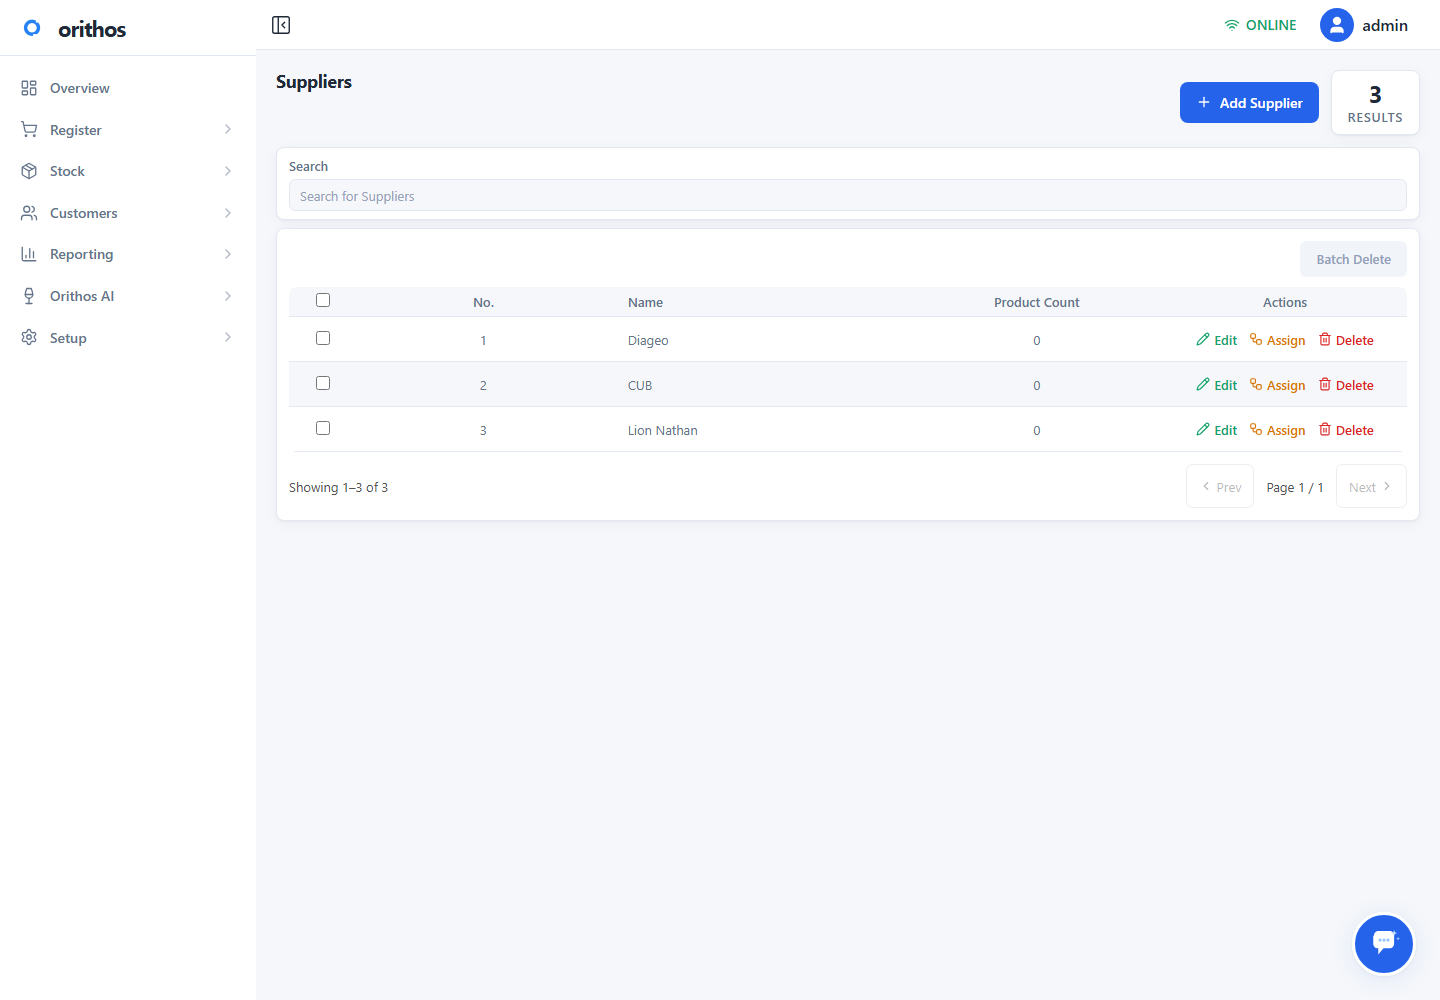 orithos
ONLINE
admin
Overview
Register
Stock
Customers
Reporting
Orithos AI
Setup
Suppliers
Add Supplier
3
RESULTS
Search
Search for Suppliers
Batch Delete
No. Name Product Count Actions
1 Diageo 0 Edit Assign Delete
2 CUB 0 Edit Assign Delete
3 Lion Nathan 0 Edit Assign Delete
Showing 1–3 of 3
Prev Page 1 / 1 Next